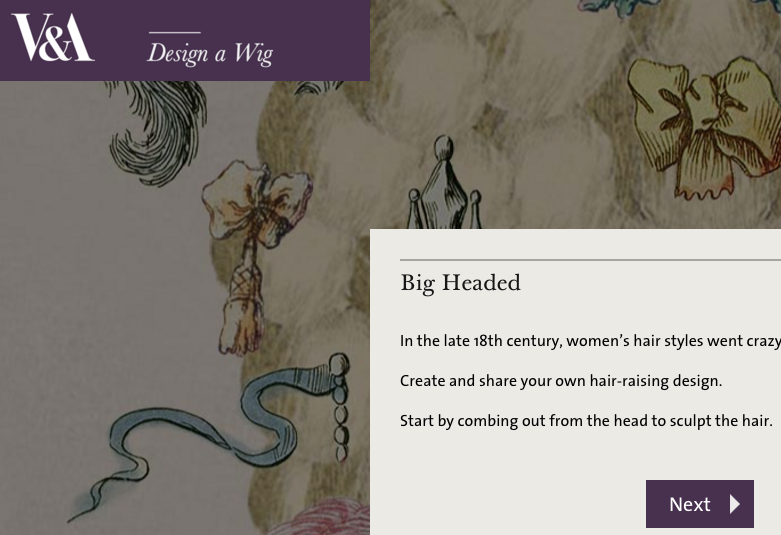 V&A
Design a Wig
Big Headed
In the late 18th century, women's hair styles went crazy
Create and share your own hair-raising design.
Start by combing out from the head to sculpt the hair.
Next